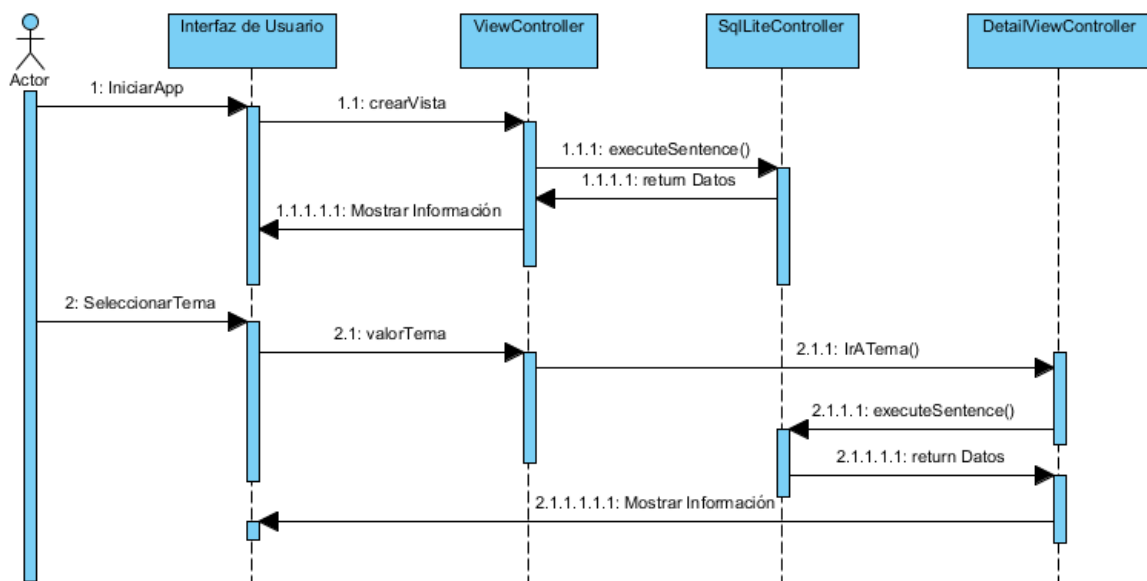 Interfaz de Usuario
ViewController
SqlLiteController
DetailViewController
Actor
1: IniciarApp
1.1: crearVista
1.1.1: executeSentence()
1.1.1.1: return Datos
1.1.1.1.1: Mostrar Información
2: SeleccionarTema
2.1: valorTema
2.1.1: IrATema()
2.1.1.1: executeSentence()
2.1.1.1.1: return Datos
2.1.1.1.1.1: Mostrar Información